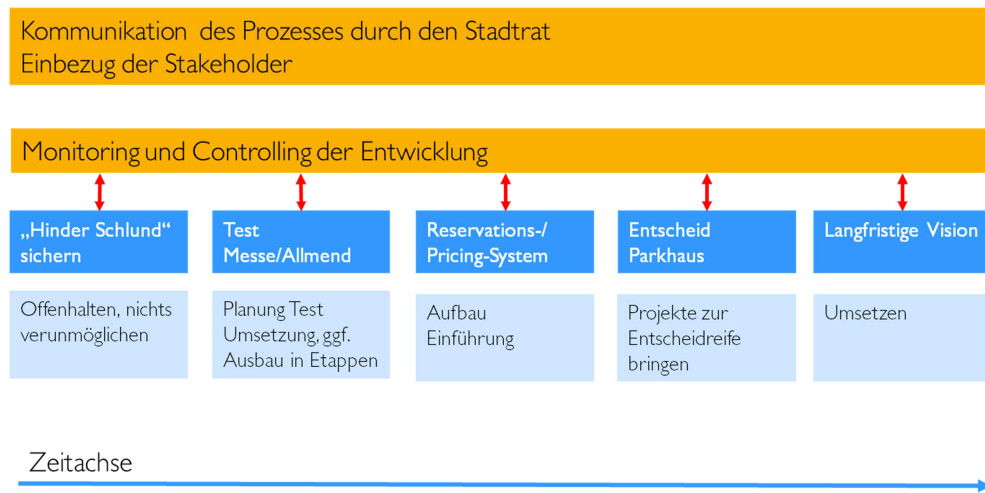 Kommunikation des Prozesses durch den Stadtrat
Einbezug der Stakeholder
Monitoring und Controlling der Entwicklung
„Hinder Schlund“
sichern
Offenhalten, nichts
verunmöglichen
Test
Messe/Allmend
Planung Test
Umsetzung, ggf.
Ausbau in Etappen
Reservations-/
Pricing-System
Aufbau
Einführung
Entscheid
Parkhaus
Projekte zur
Entscheidreife
bringen
Langfristige Vision
Umsetzen
Zeitachse